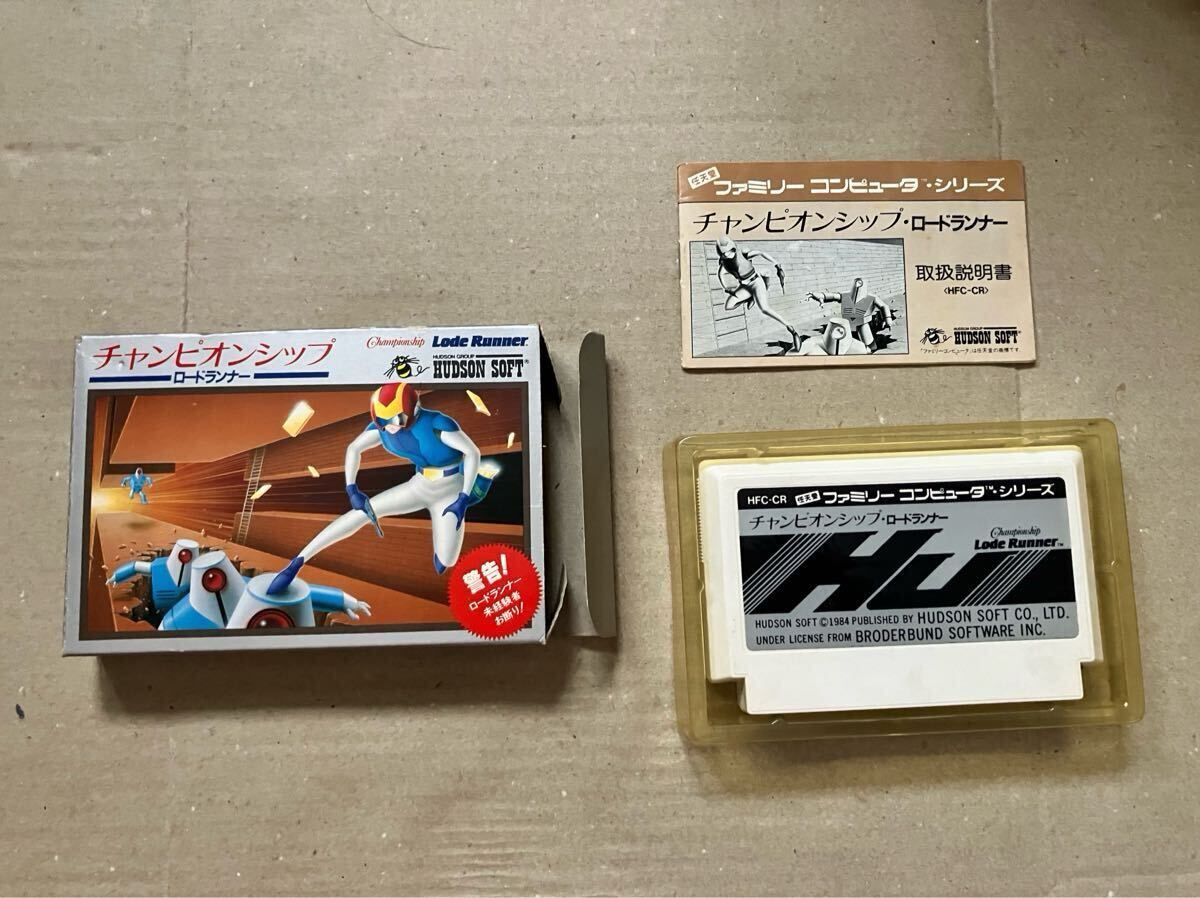 チャンピオンシップ
ロードランナー
Championship Lode Runner™
HUDSON GROUP
HUDSON SOFT®
警告!
ロードランナー
未経験者
お断り!
任天堂 ファミリー コンピュータ™・シリーズ
チャンピオンシップ・ロードランナー
取扱説明書
〈HFC-CR〉
HUDSON GROUP
HUDSON SOFT
「ファミリーコンピュータ」は任天堂の商標です。
HFC-CR 任天堂 ファミリー コンピュータ™・シリーズ
チャンピオンシップ・ロードランナー
Championship
Lode Runner™
HU
HUDSON SOFT ©1984 PUBLISHED BY HUDSON SOFT CO., LTD.
UNDER LICENSE FROM BRODERBUND SOFTWARE INC.